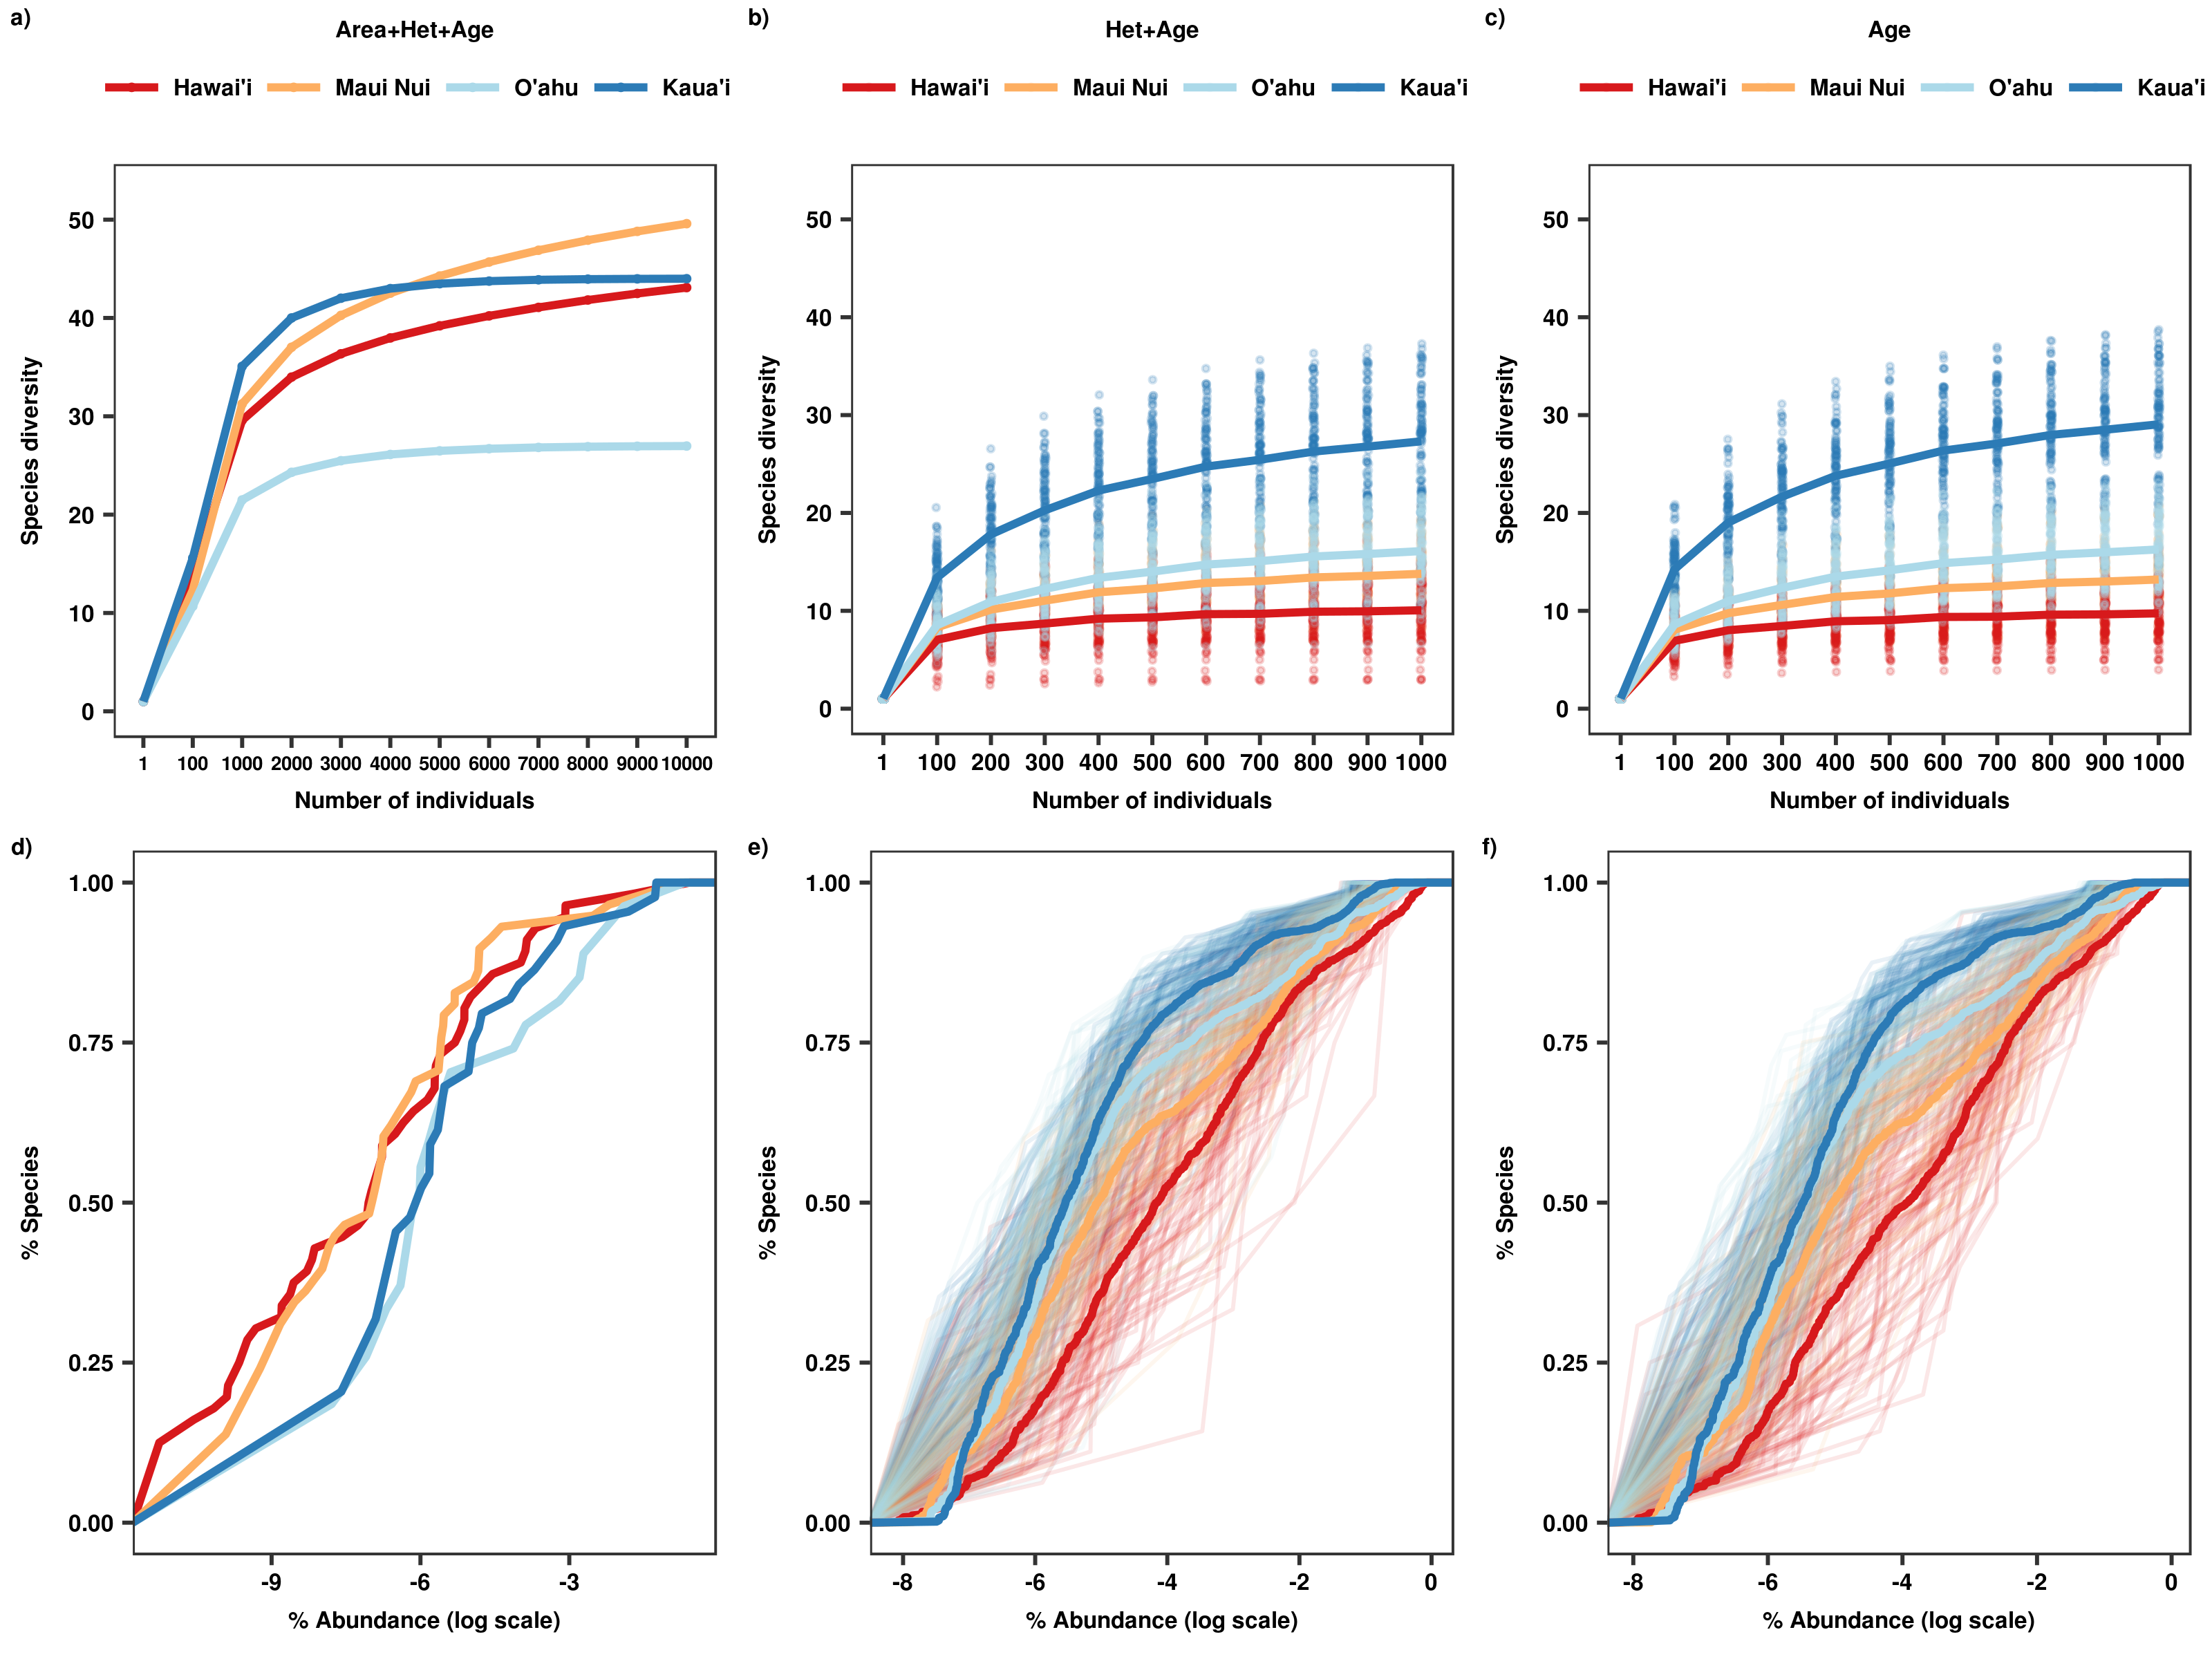 a)
Area+Het+Age
Hawai'i Maui Nui O'ahu Kaua'i
50
40
30
20
10
0
Species diversity
1 100 1000 2000 3000 4000 5000 6000 7000 8000 9000 10000
Number of individuals
b)
Het+Age
Hawai'i Maui Nui O'ahu Kaua'i
50
40
30
20
10
0
Species diversity
1 100 200 300 400 500 600 700 800 900 1000
Number of individuals
c)
Age
Hawai'i Maui Nui O'ahu Kaua'i
50
40
30
20
10
0
Species diversity
1 100 200 300 400 500 600 700 800 900 1000
Number of individuals
d)
1.00
0.75
0.50
0.25
0.00
% Species
-9 -6 -3
% Abundance (log scale)
e)
1.00
0.75
0.50
0.25
0.00
% Species
-8 -6 -4 -2 0
% Abundance (log scale)
f)
1.00
0.75
0.50
0.25
0.00
% Species
-8 -6 -4 -2 0
% Abundance (log scale)